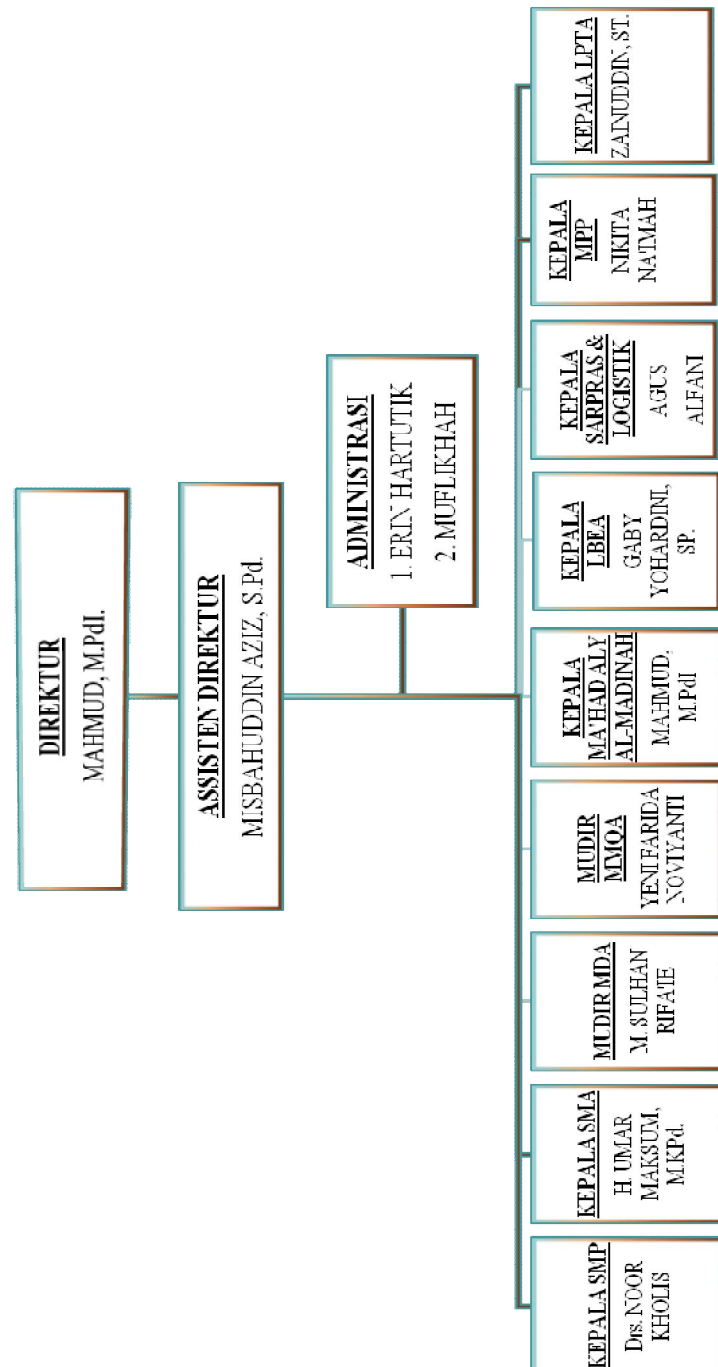 DIREKTUR
MAHMUD, M.PdI.
ASSISTEN DIREKTUR
MISBAHUDDIN AZIZ, S.Pd.
ADMINISTRASI
1. ERIN HARTUTIK
2. MUFLIKHAH
KEPALA SMP
Drs. NOOR
KHOLIS
KEPALA SMA
H. UMAR
MAKSUM,
M.KPd.
MUDIR MDA
M. SULHAN
RIFATE
MUDIR
MMQA
YENI FARIDA
NOVIYANTI
KEPALA
MA'HAD ALY
AL-MADINAH
MAHMUD,
M.PdI
KEPALA
LBEA
GABY
YCHARDINI,
SP.
KEPALA
SARPRAS &
LOGISTIK
AGUS
ALFANI
KEPALA
MPP
NIKITA
NA'IMAH
KEPALA LPTA
ZAINUDDIN, ST.